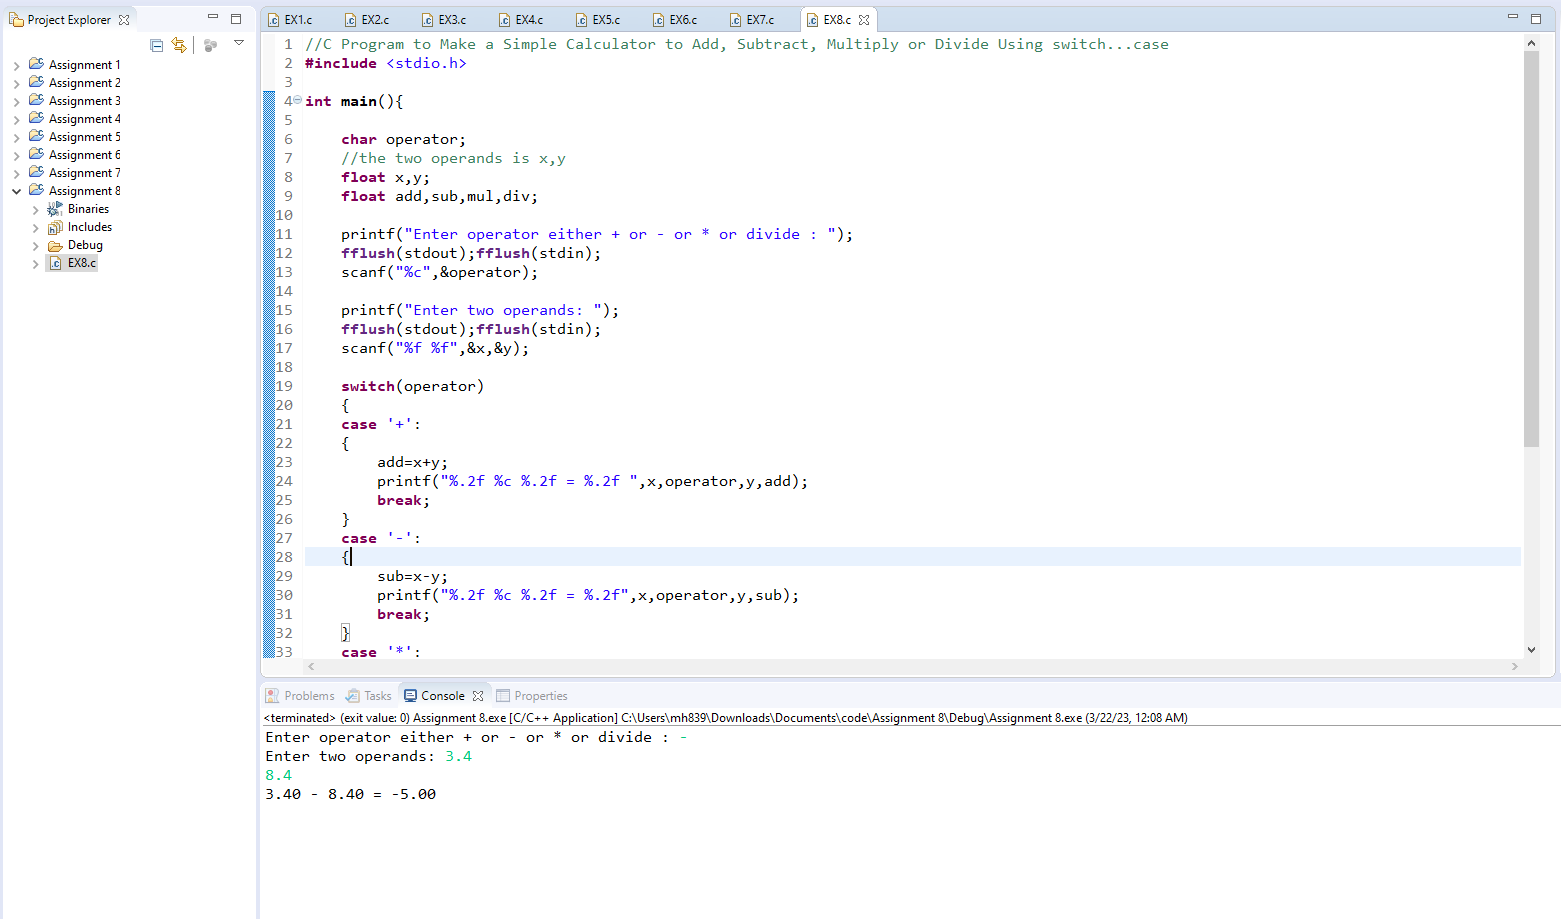 Project Explorer
Assignment 1
Assignment 2
Assignment 3
Assignment 4
Assignment 5
Assignment 6
Assignment 7
Assignment 8
Binaries
Includes
Debug
EX8.c
EX1.c EX2.c EX3.c EX4.c EX5.c EX6.c EX7.c EX8.c
1 //C Program to Make a Simple Calculator to Add, Subtract, Multiply or Divide Using switch...case
2 #include <stdio.h>
3
4 int main(){
5
6 char operator;
7 //the two operands is x,y
8 float x,y;
9 float add,sub,mul,div;
10
11 printf("Enter operator either + or - or * or divide : ");
12 fflush(stdout);fflush(stdin);
13 scanf("%c",&operator);
14
15 printf("Enter two operands: ");
16 fflush(stdout);fflush(stdin);
17 scanf("%f %f",&x,&y);
18
19 switch(operator)
20 {
21 case '+':
22 {
23 add=x+y;
24 printf("%.2f %c %.2f = %.2f ",x,operator,y,add);
25 break;
26 }
27 case '-':
28 {
29 sub=x-y;
30 printf("%.2f %c %.2f = %.2f",x,operator,y,sub);
31 break;
32 }
33 case '*':
Problems Tasks Console Properties
<terminated> (exit value: 0) Assignment 8.exe [C/C++ Application] C:\Users\mh839\Downloads\Documents\code\Assignment 8\Debug\Assignment 8.exe (3/22/23, 12:08 AM)
Enter operator either + or - or * or divide : -
Enter two operands: 3.4
8.4
3.40 - 8.40 = -5.00